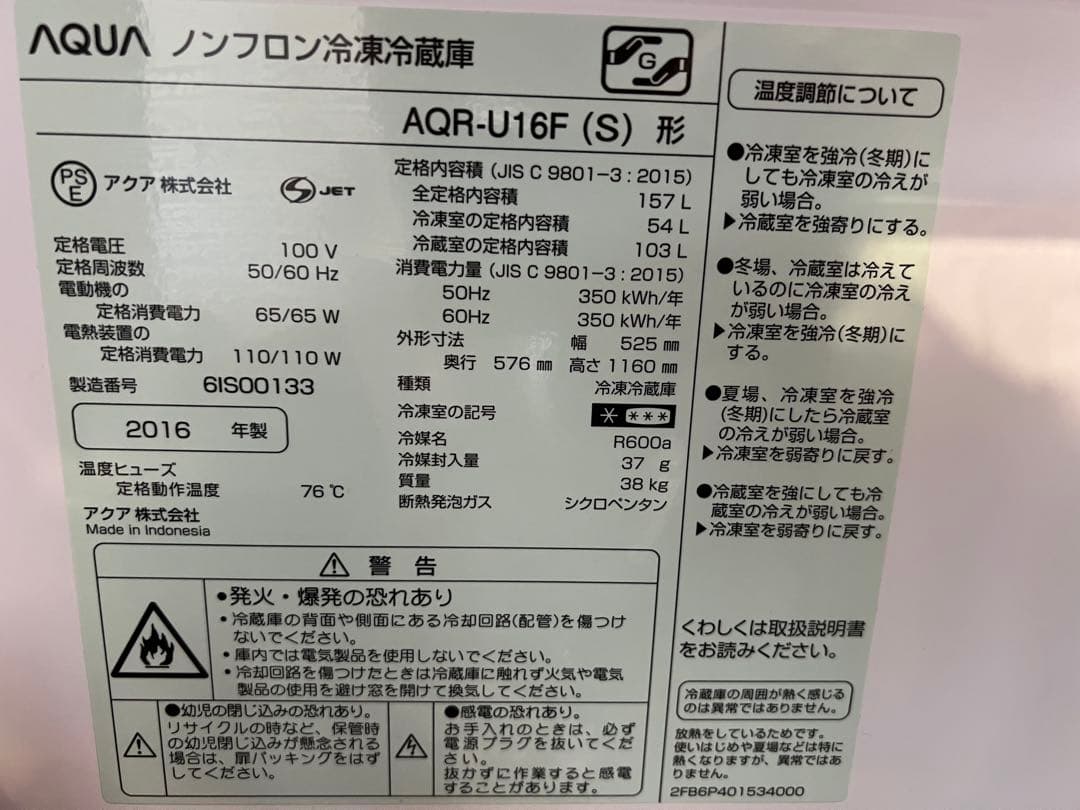 AQUA ノンフロン冷凍冷蔵庫
G
AQR-U16F (S) 形
PS E アクア 株式会社 JET
定格電圧 100 V
定格周波数 50/60 Hz
電動機の
定格消費電力 65/65 W
電熱装置の
定格消費電力 110/110 W
製造番号 6IS00133
2016 年製
温度ヒューズ
定格動作温度 76 ℃
アクア 株式会社
Made in Indonesia
定格内容積 (JIS C 9801-3 : 2015)
全定格内容積 157 L
冷凍室の定格内容積 54 L
冷蔵室の定格内容積 103 L
消費電力量 (JIS C 9801-3 : 2015)
50Hz 350 kWh/年
60Hz 350 kWh/年
外形寸法 幅 525 ㎜
奥行 576 ㎜ 高さ 1160 ㎜
種類 冷凍冷蔵庫
冷凍室の記号 * ***
冷媒名 R600a
冷媒封入量 37 g
質量 38 kg
断熱発泡ガス シクロペンタン
⚠ 警 告
●発火・爆発の恐れあり
・冷蔵庫の背面や側面にある冷却回路(配管)を傷つけ
ないでください。
・庫内では電気製品を使用しないでください。
・冷却回路を傷つけたときは冷蔵庫に触れず火気や電気
製品の使用を避け窓を開けて換気してください。
●幼児の閉じ込みの恐れあり。
リサイクルの時など、保管時
の幼児閉じ込みが懸念される
場合は、扉パッキングをはず
してください。
●感電の恐れあり。
お手入れのときは、必ず
電源プラグを抜いてくだ
さい。
抜かずに作業すると感電
することがあります。
温度調節について
●冷凍室を強冷(冬期)に
しても冷凍室の冷えが
弱い場合。
▶冷蔵室を強寄りにする。
●冬場、冷蔵室は冷えて
いるのに冷凍室の冷え
が弱い場合。
▶冷凍室を強冷(冬期)に
する。
●夏場、冷凍室を強冷
(冬期)にしたら冷蔵室
の冷えが弱い場合。
▶冷凍室を弱寄りに戻す。
●冷蔵室を強にしても冷
蔵室の冷えが弱い場合。
▶冷凍室を弱寄りに戻す。
くわしくは取扱説明書
をお読みください。
冷蔵庫の周囲が熱く感じる
のは異常ではありません。
放熱をしているためです。
使いはじめや夏場などは特に
熱くなりますが、異常ではあ
りません。
2FB6P401534000